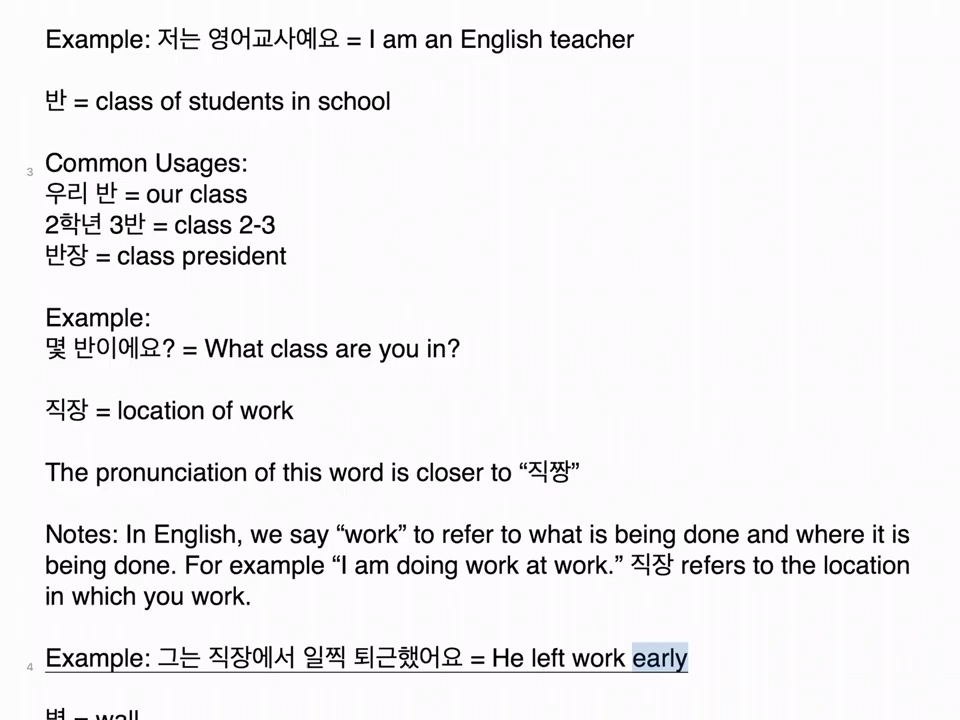 Example: 저는 영어교사예요 = I am an English teacher
반 = class of students in school
3
Common Usages:
우리 반 = our class
2학년 3반 = class 2-3
반장 = class president
Example:
몇 반이에요? = What class are you in?
직장 = location of work
The pronunciation of this word is closer to “직짱”
Notes: In English, we say “work” to refer to what is being done and where it is
being done. For example “I am doing work at work.” 직장 refers to the location
in which you work.
4
Example: 그는 직장에서 일찍 퇴근했어요 = He left work early
벽 = wall